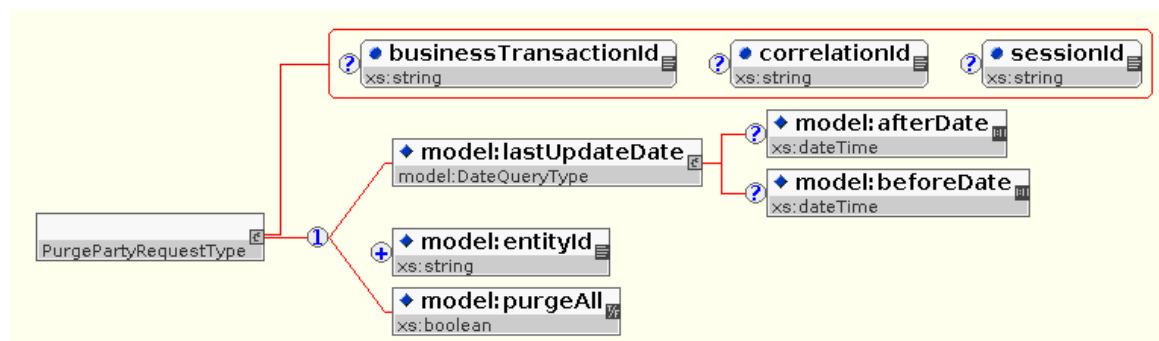 ? businessTransactionId
xs:string
? correlationId
xs:string
? sessionId
xs:string
model:lastUpdateDate
model:DateQueryType
? model:afterDate
xs:dateTime
? model:beforeDate
xs:dateTime
PurgePartyRequestType
1
+ model:entityId
xs:string
model:purgeAll
xs:boolean